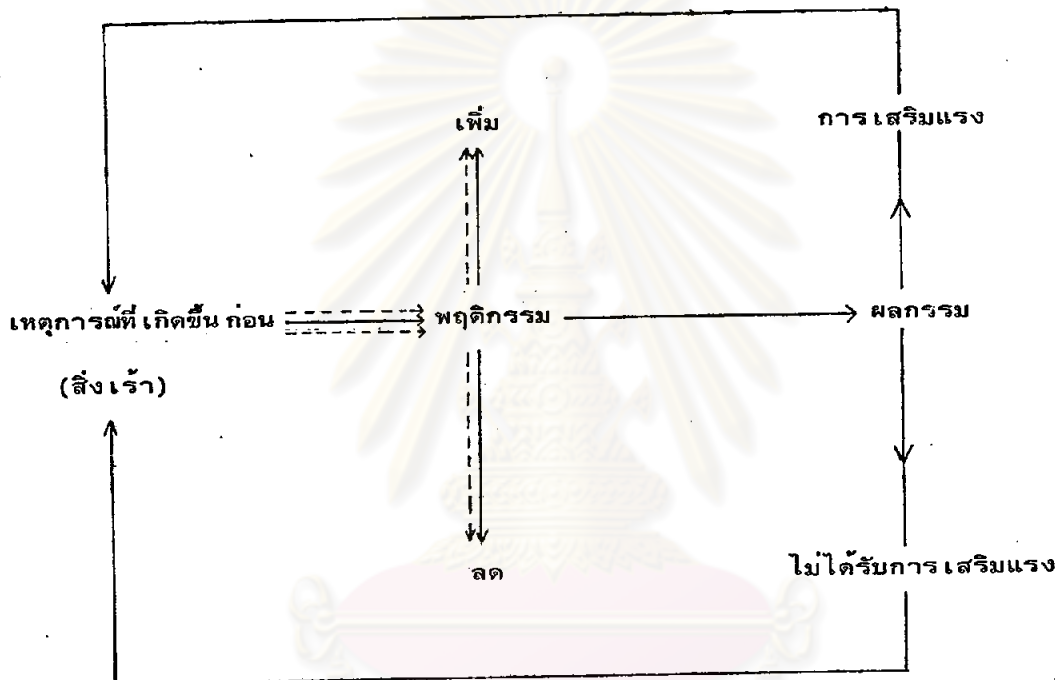 เพิ่ม
การเสริมแรง
เหตุการณ์ที่เกิดขึ้นก่อน
พฤติกรรม
ผลกรรม
(สิ่งเร้า)
ลด
ไม่ได้รับการเสริมแรง